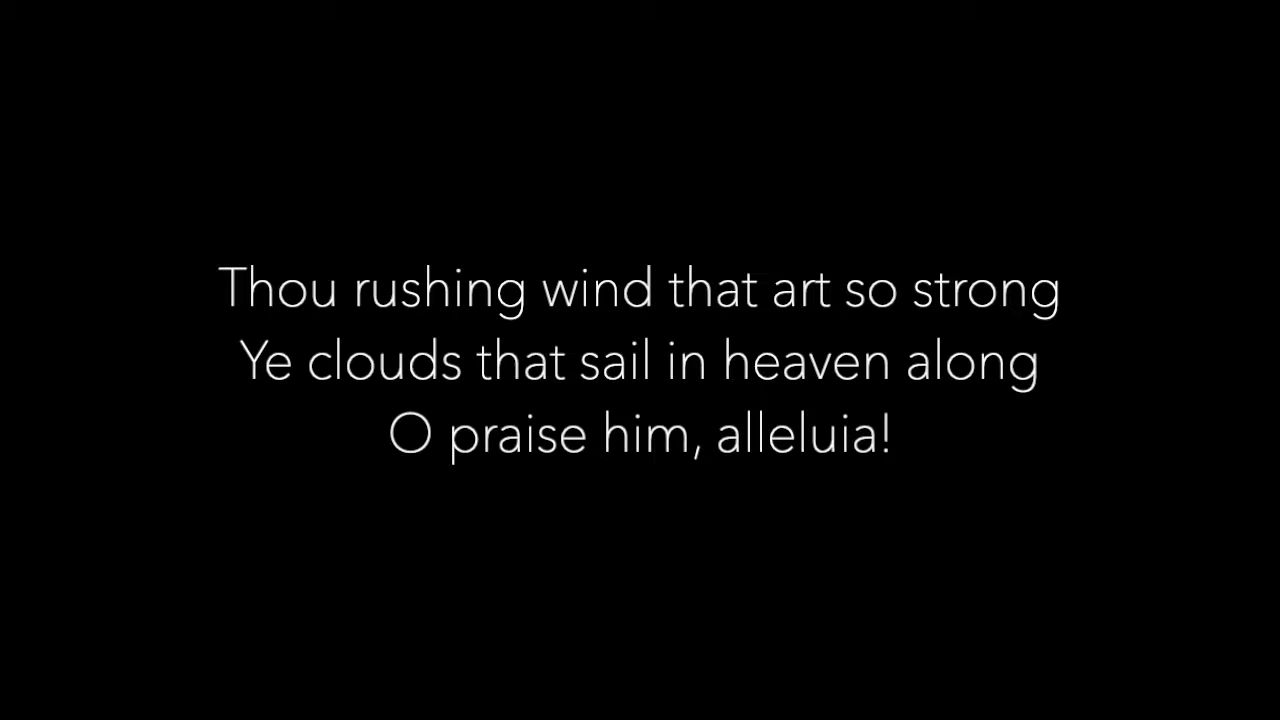 Thou rushing wind that art so strong
Ye clouds that sail in heaven along
O praise him, alleluia!